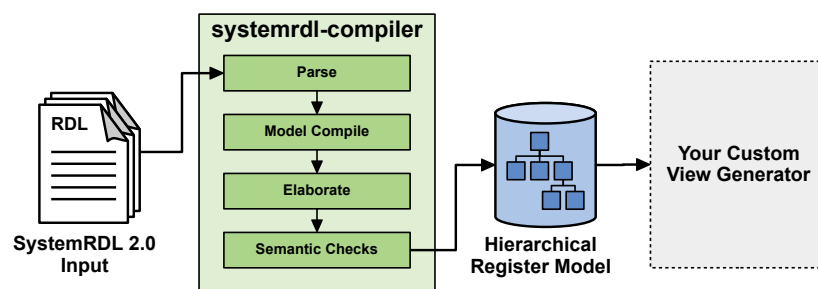 systemrdl-compiler
Parse
Model Compile
Elaborate
Semantic Checks
RDL
SystemRDL 2.0
Input
Hierarchical
Register Model
Your Custom
View Generator